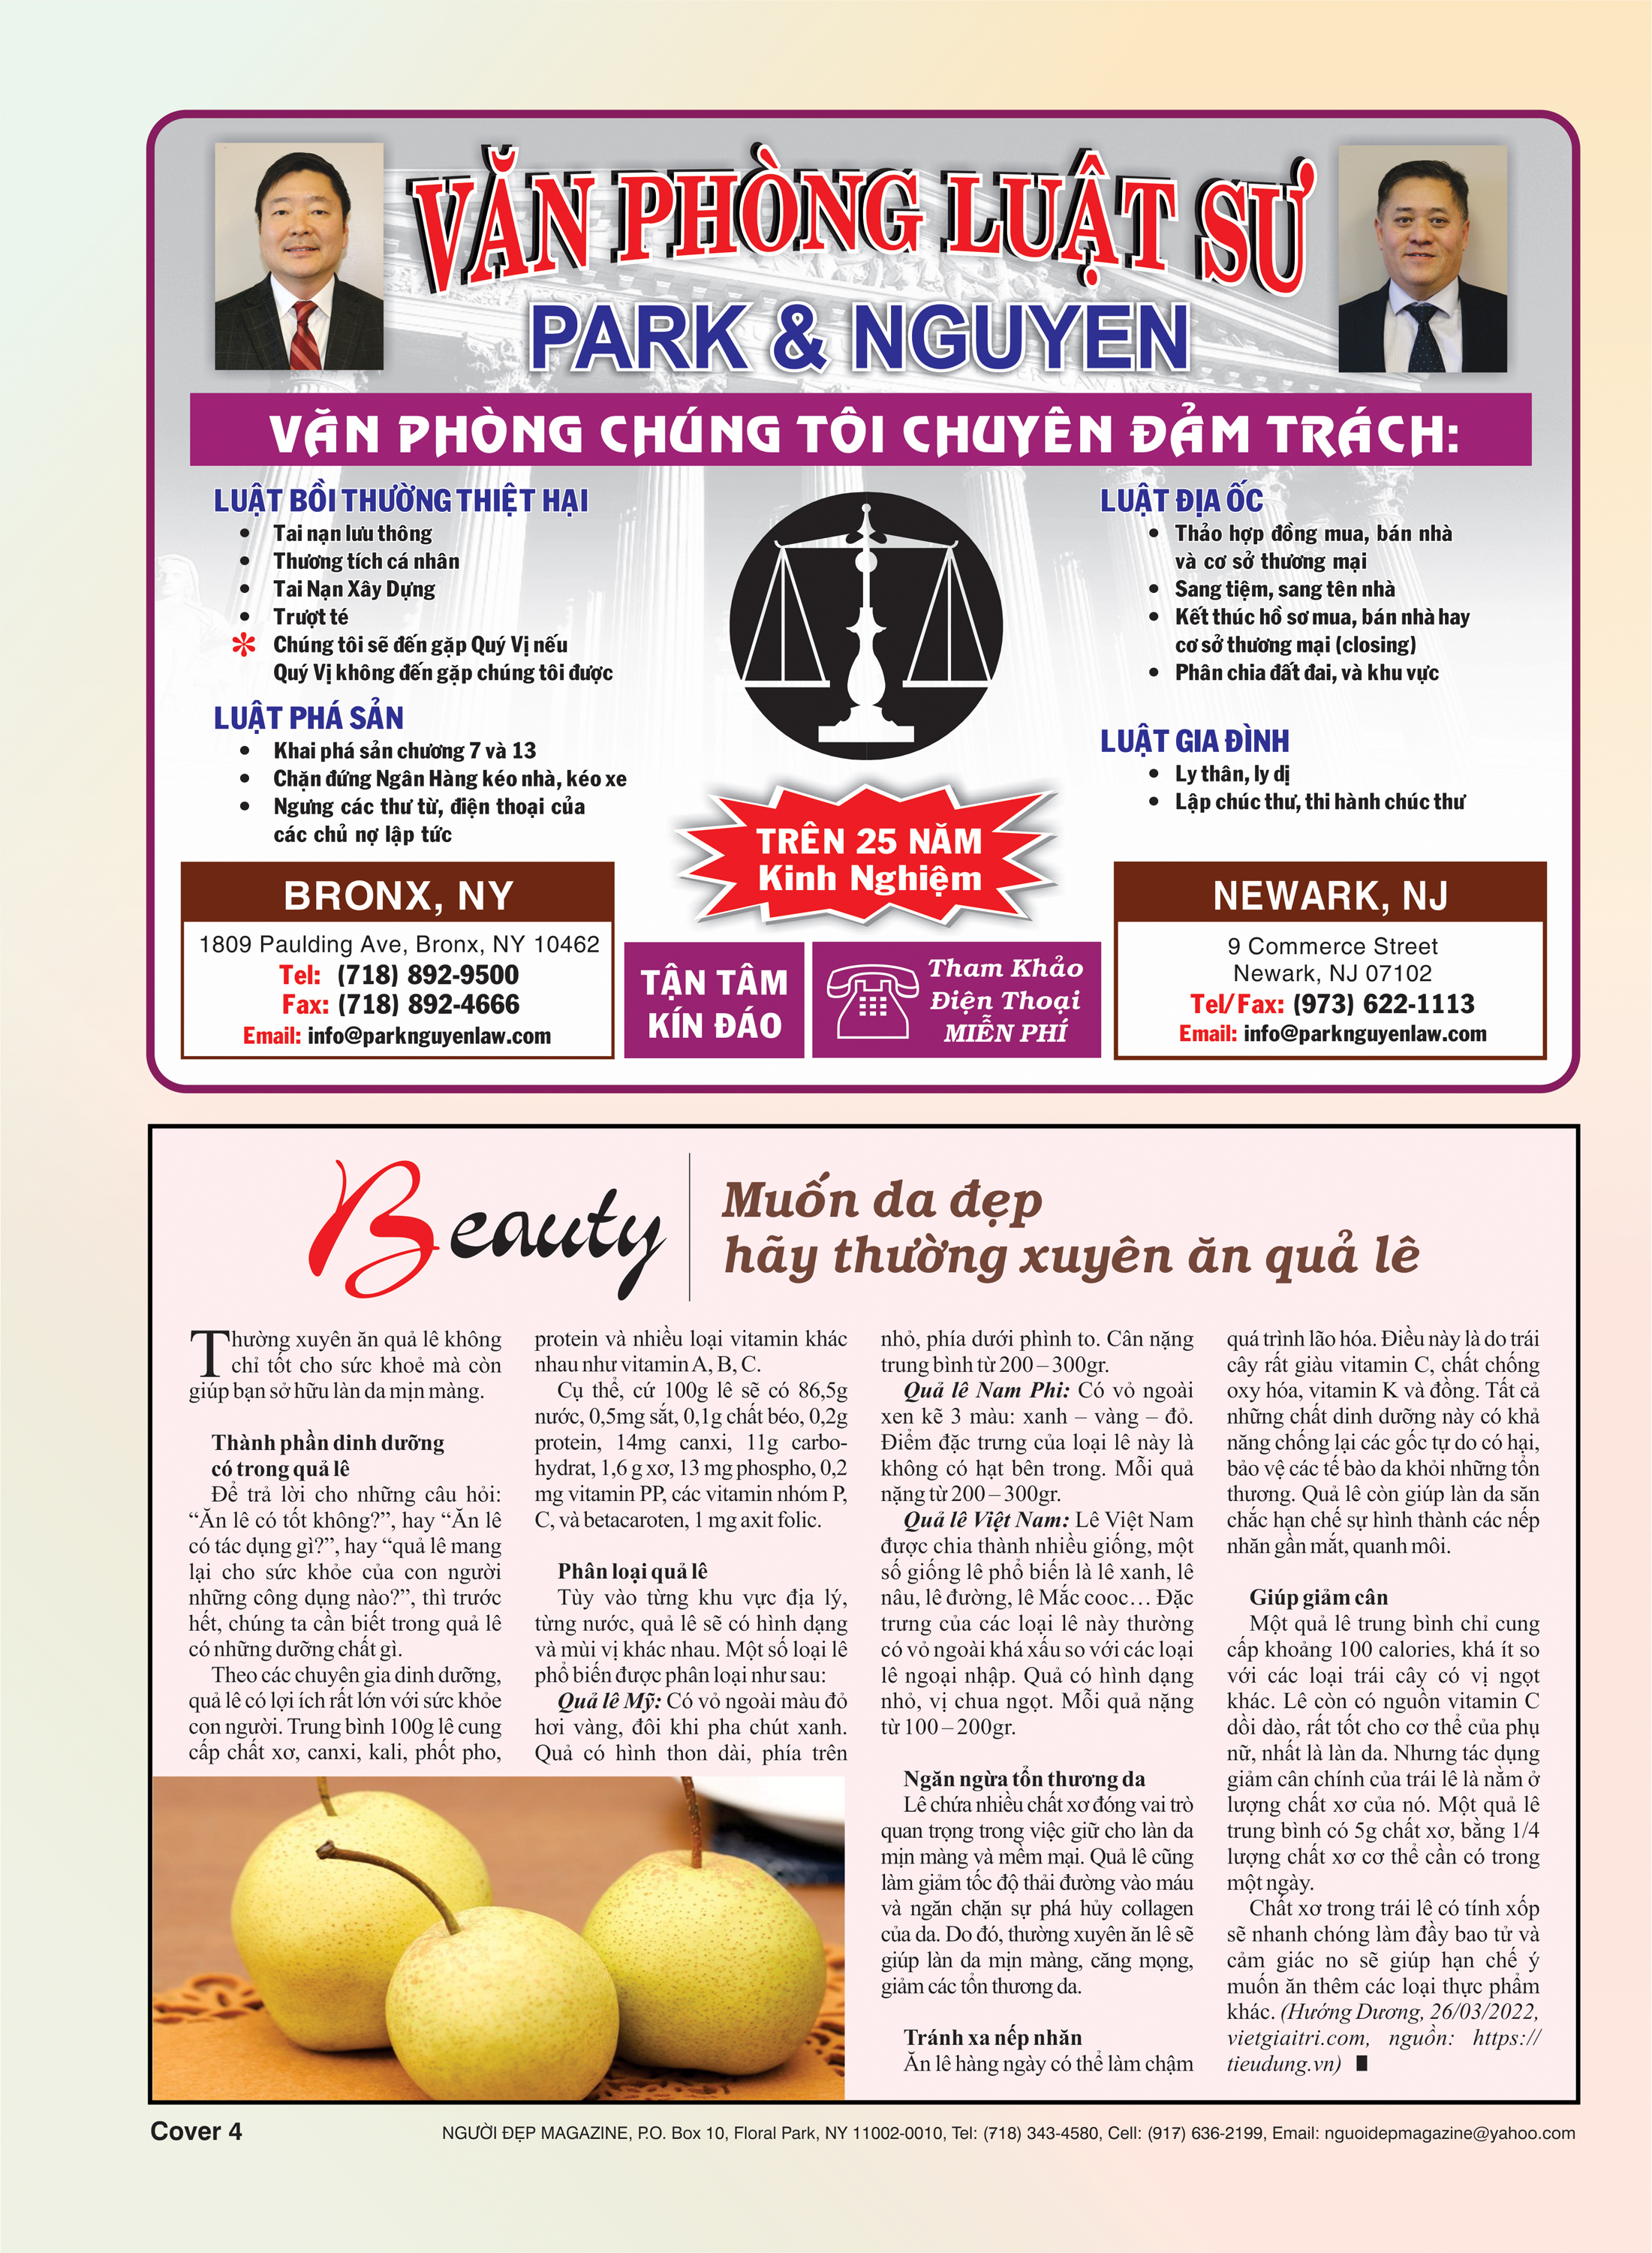 VĂN PHÒNG LUẬT SƯ
PARK & NGUYEN
VĂN PHÒNG CHÚNG TÔI CHUYÊN ĐẢM TRÁCH:
LUẬT BỒI THƯỜNG THIỆT HẠI
• Tai nạn lưu thông
• Thương tích cá nhân
• Tai Nạn Xây Dựng
• Trượt té
* Chúng tôi sẽ đến gặp Quý Vị nếu
Quý Vị không đến gặp chúng tôi được
LUẬT PHÁ SẢN
• Khai phá sản chương 7 và 13
• Chặn đứng Ngân Hàng kéo nhà, kéo xe
• Ngưng các thư từ, điện thoại của
các chủ nợ lập tức
LUẬT ĐỊA ỐC
• Thảo hợp đồng mua, bán nhà
và cơ sở thương mại
• Sang tiệm, sang tên nhà
• Kết thúc hồ sơ mua, bán nhà hay
cơ sở thương mại (closing)
• Phân chia đất đai, và khu vực
LUẬT GIA ĐÌNH
• Ly thân, ly dị
• Lập chúc thư, thi hành chúc thư
TRÊN 25 NĂM
Kinh Nghiệm
BRONX, NY
1809 Paulding Ave, Bronx, NY 10462
Tel: (718) 892-9500
Fax: (718) 892-4666
Email: info@parknguyenlaw.com
TẬN TÂM
KÍN ĐÁO
Tham Khảo
Điện Thoại
MIỄN PHÍ
NEWARK, NJ
9 Commerce Street
Newark, NJ 07102
Tel/Fax: (973) 622-1113
Email: info@parknguyenlaw.com
Beauty
Muốn da đẹp
hãy thường xuyên ăn quả lê
Thường xuyên ăn quả lê không
chỉ tốt cho sức khoẻ mà còn
giúp bạn sở hữu làn da mịn màng.
Thành phần dinh dưỡng
có trong quả lê
Để trả lời cho những câu hỏi:
“Ăn lê có tốt không?”, hay “Ăn lê
có tác dụng gì?”, hay “quả lê mang
lại cho sức khỏe của con người
những công dụng nào?”, thì trước
hết, chúng ta cần biết trong quả lê
có những dưỡng chất gì.
Theo các chuyên gia dinh dưỡng,
quả lê có lợi ích rất lớn với sức khỏe
con người. Trung bình 100g lê cung
cấp chất xơ, canxi, kali, phốt pho,
protein và nhiều loại vitamin khác
nhau như vitamin A, B, C.
Cụ thể, cứ 100g lê sẽ có 86,5g
nước, 0,5mg sắt, 0,1g chất béo, 0,2g
protein, 14mg canxi, 11g carbo-
hydrat, 1,6 g xơ, 13 mg phospho, 0,2
mg vitamin PP, các vitamin nhóm P,
C, và betacaroten, 1 mg axit folic.
Phân loại quả lê
Tùy vào từng khu vực địa lý,
từng nước, quả lê sẽ có hình dạng
và mùi vị khác nhau. Một số loại lê
phổ biến được phân loại như sau:
Quả lê Mỹ: Có vỏ ngoài màu đỏ
hơi vàng, đôi khi pha chút xanh.
Quả có hình thon dài, phía trên
nhỏ, phía dưới phình to. Cân nặng
trung bình từ 200 – 300gr.
Quả lê Nam Phi: Có vỏ ngoài
xen kẽ 3 màu: xanh – vàng – đỏ.
Điểm đặc trưng của loại lê này là
không có hạt bên trong. Mỗi quả
nặng từ 200 – 300gr.
Quả lê Việt Nam: Lê Việt Nam
được chia thành nhiều giống, một
số giống lê phổ biến là lê xanh, lê
nâu, lê đường, lê Mắc cooc… Đặc
trưng của các loại lê này thường
có vỏ ngoài khá xấu so với các loại
lê ngoại nhập. Quả có hình dạng
nhỏ, vị chua ngọt. Mỗi quả nặng
từ 100 – 200gr.
Ngăn ngừa tổn thương da
Lê chứa nhiều chất xơ đóng vai trò
quan trọng trong việc giữ cho làn da
mịn màng và mềm mại. Quả lê cũng
làm giảm tốc độ thải đường vào máu
và ngăn chặn sự phá hủy collagen
của da. Do đó, thường xuyên ăn lê sẽ
giúp làn da mịn màng, căng mọng,
giảm các tổn thương da.
Tránh xa nếp nhăn
Ăn lê hàng ngày có thể làm chậm
quá trình lão hóa. Điều này là do trái
cây rất giàu vitamin C, chất chống
oxy hóa, vitamin K và đồng. Tất cả
những chất dinh dưỡng này có khả
năng chống lại các gốc tự do có hại,
bảo vệ các tế bào da khỏi những tổn
thương. Quả lê còn giúp làn da săn
chắc hạn chế sự hình thành các nếp
nhăn gần mắt, quanh môi.
Giúp giảm cân
Một quả lê trung bình chỉ cung
cấp khoảng 100 calories, khá ít so
với các loại trái cây có vị ngọt
khác. Lê còn có nguồn vitamin C
dồi dào, rất tốt cho cơ thể của phụ
nữ, nhất là làn da. Nhưng tác dụng
giảm cân chính của trái lê là nằm ở
lượng chất xơ của nó. Một quả lê
trung bình có 5g chất xơ, bằng 1/4
lượng chất xơ cơ thể cần có trong
một ngày.
Chất xơ trong trái lê có tính xốp
sẽ nhanh chóng làm đầy bao tử và
cảm giác no sẽ giúp hạn chế ý
muốn ăn thêm các loại thực phẩm
khác. (Hướng Dương, 26/03/2022,
vietgiaitri.com, nguồn: https://
tieudung.vn) ■
Cover 4
NGƯỜI ĐẸP MAGAZINE, P.O. Box 10, Floral Park, NY 11002-0010, Tel: (718) 343-4580, Cell: (917) 636-2199, Email: nguoidepmagazine@yahoo.com